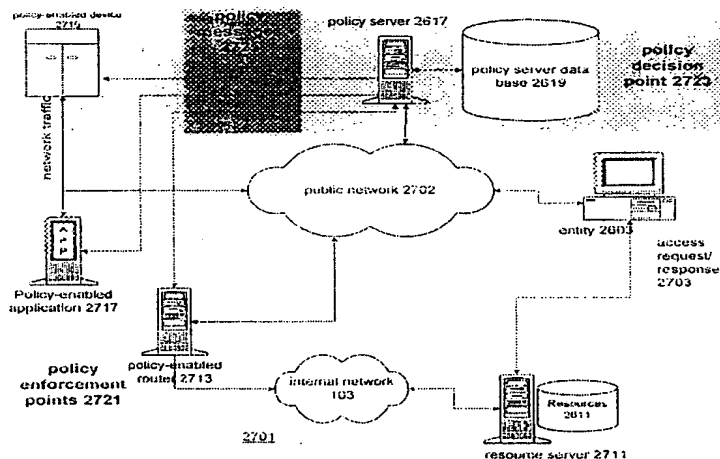 policy-enabled device
policy
policy server 2617
policy server data
base 2619
policy
decision
point 2723
network traffic
public network 2702
A
P
P
Policy-enabled
application 2717
entity 2603
access
request/
response
2703
policy
enforcement
points 2721
policy-enabled
router 2713
internal network
103
Resources
2611
2701
resource server 2711